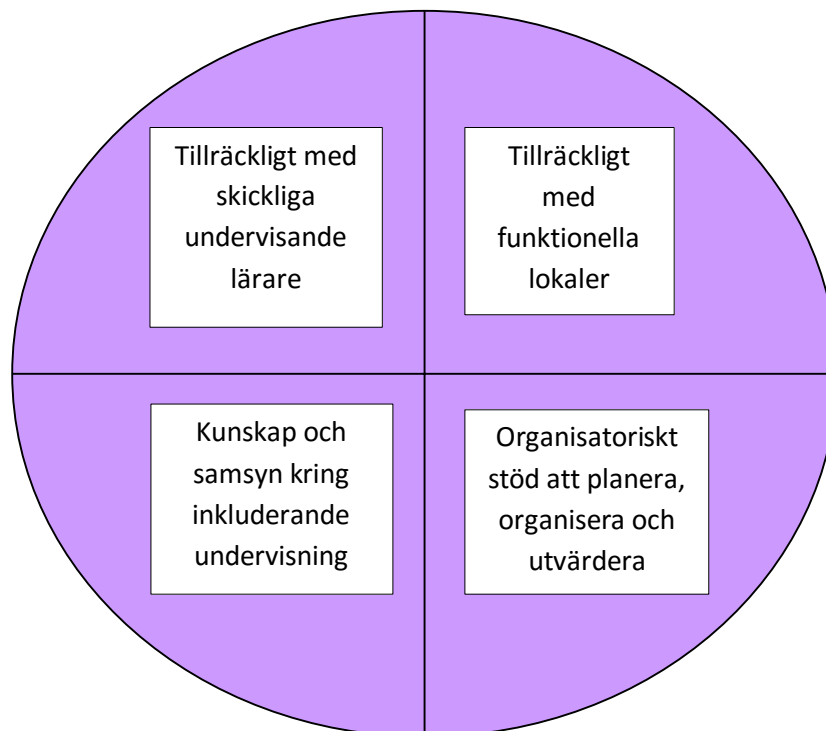 Tillräckligt med
skickliga
undervisande
lärare
Tillräckligt
med
funktionella
lokaler
Kunskap och
samsyn kring
inkluderande
undervisning
Organisatoriskt
stöd att planera,
organisera och
utvärdera